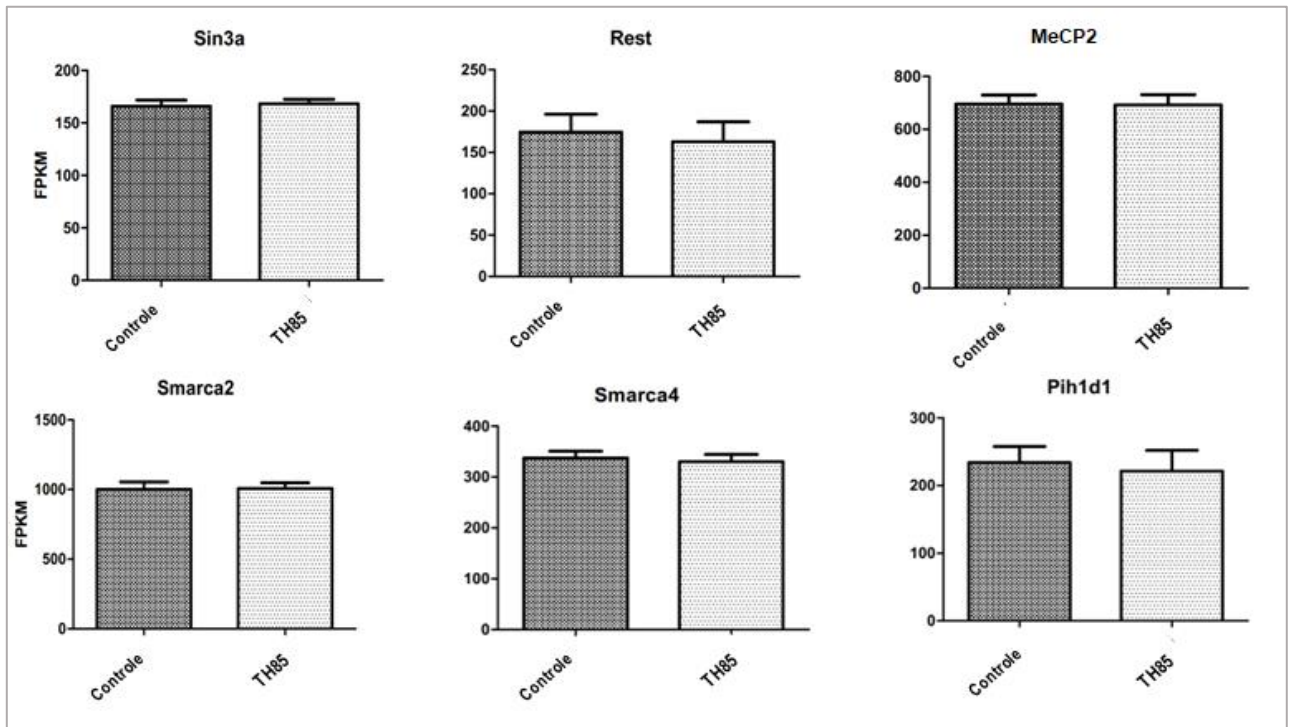 Sin3a
200
150
100
50
0
FPKM
Controle
TH85
Rest
250
200
150
100
50
0
Controle
TH85
MeCP2
800
600
400
200
0
Controle
TH85
Smarca2
1500
1000
500
0
FPKM
Controle
TH85
Smarca4
400
300
200
100
0
Controle
TH85
Pih1d1
300
200
100
0
Controle
TH85